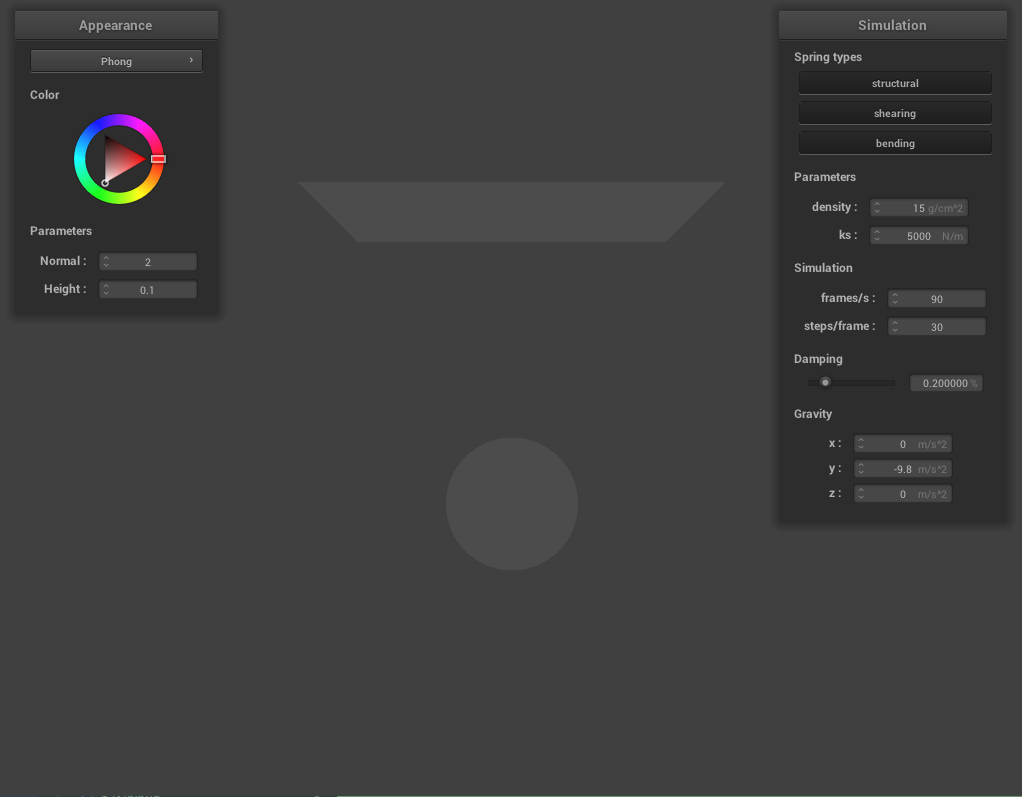 Appearance
Phong
Color
Parameters
Normal : 2
Height : 0.1
Simulation
Spring types
structural
shearing
bending
Parameters
density : 15 g/cm^2
ks : 5000 N/m
Simulation
frames/s : 90
steps/frame : 30
Damping
0.200000 %
Gravity
x : 0 m/s^2
y : -9.8 m/s^2
z : 0 m/s^2